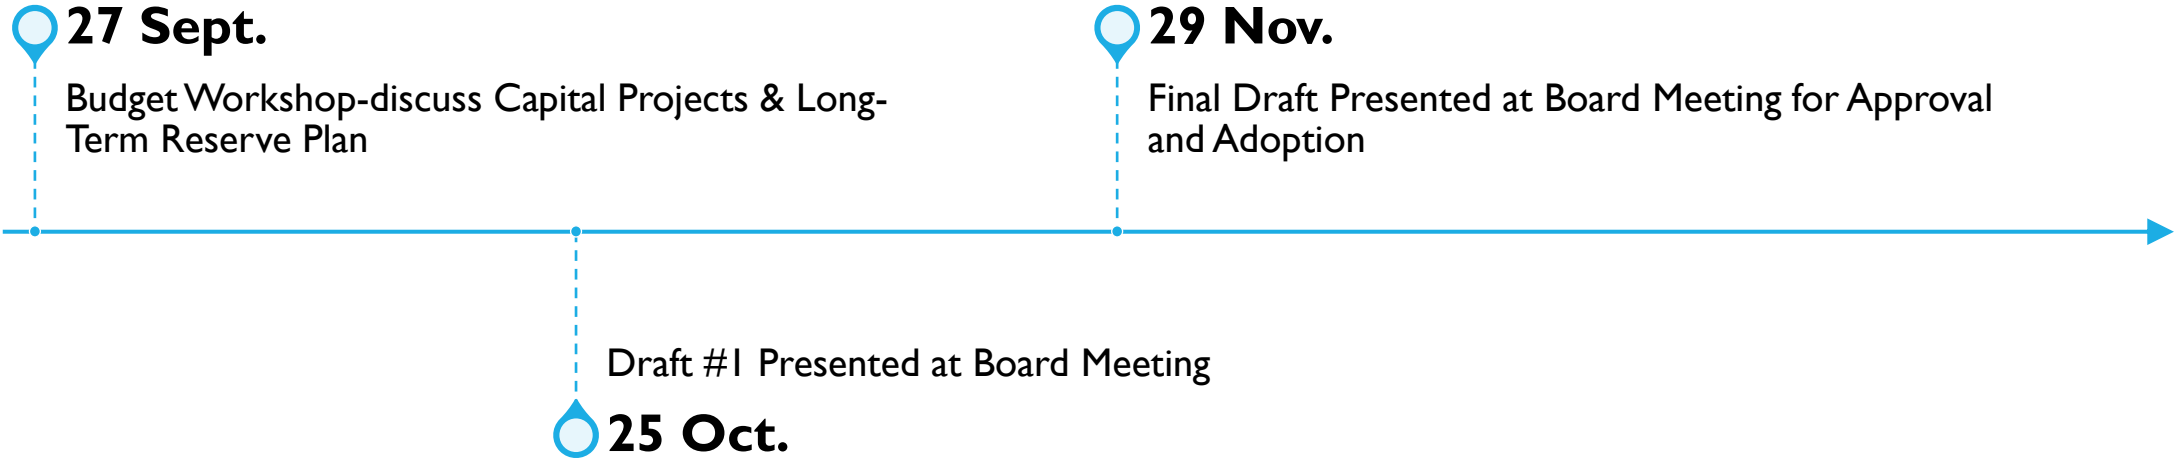 27 Sept.
Budget Workshop-discuss Capital Projects & Long-
Term Reserve Plan
29 Nov.
Final Draft Presented at Board Meeting for Approval
and Adoption
Draft #1 Presented at Board Meeting
25 Oct.